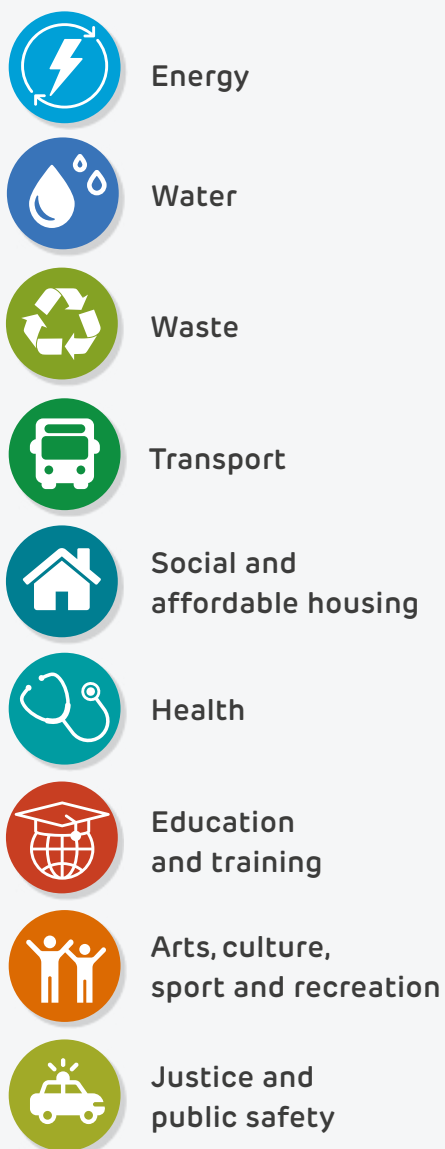 Energy
Water
Waste
Transport
Social and
affordable housing
Health
Education
and training
Arts, culture,
sport and recreation
Justice and
public safety